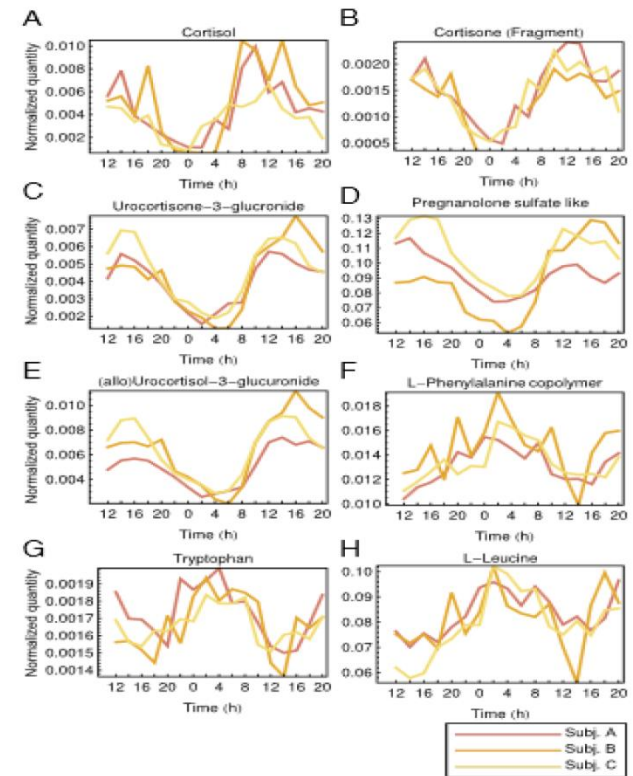 A
Cortisol
Normalized quantity
0.010
0.008
0.006
0.004
0.002
12 16 20 0 4 8 12 16 20
Time (h)
B
Cortisone (Fragment)
0.0020
0.0015
0.0010
0.0005
12 16 20 0 4 8 12 16 20
Time (h)
C
Urocortisone-3-glucronide
Normalized quantity
0.007
0.006
0.005
0.004
0.003
0.002
12 16 20 0 4 8 12 16 20
Time (h)
D
Pregnanolone sulfate like
0.13
0.12
0.11
0.10
0.09
0.08
0.07
0.06
12 16 20 0 4 8 12 16 20
Time (h)
E
(allo)Urocortisol-3-glucuronide
Normalized quantity
0.010
0.008
0.006
0.004
12 16 20 0 4 8 12 16 20
Time (h)
F
L-Phenylalanine copolymer
0.018
0.016
0.014
0.012
0.010
12 16 20 0 4 8 12 16 20
Time (h)
G
Tryptophan
Normalized quantity
0.0019
0.0018
0.0017
0.0016
0.0015
0.0014
12 16 20 0 4 8 12 16 20
Time (h)
H
L-Leucine
0.10
0.09
0.08
0.07
0.06
12 16 20 0 4 8 12 16 20
Time (h)
Subj. A
Subj. B
Subj. C